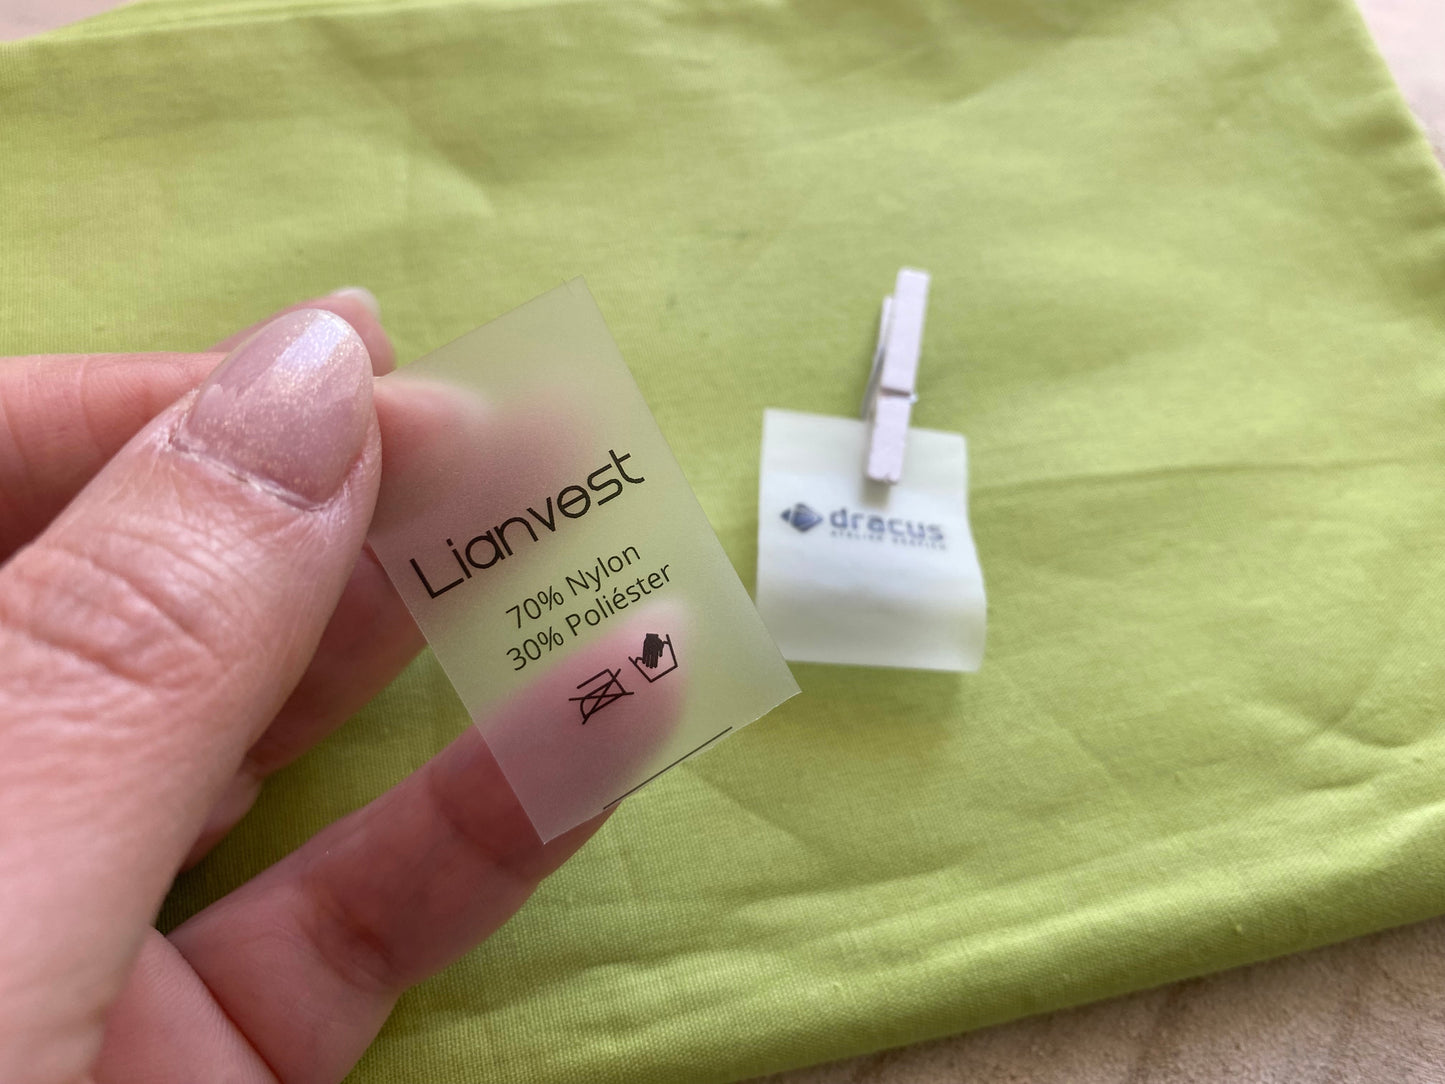 Lianvest
70% Nylon
30% Poliéster
dracus